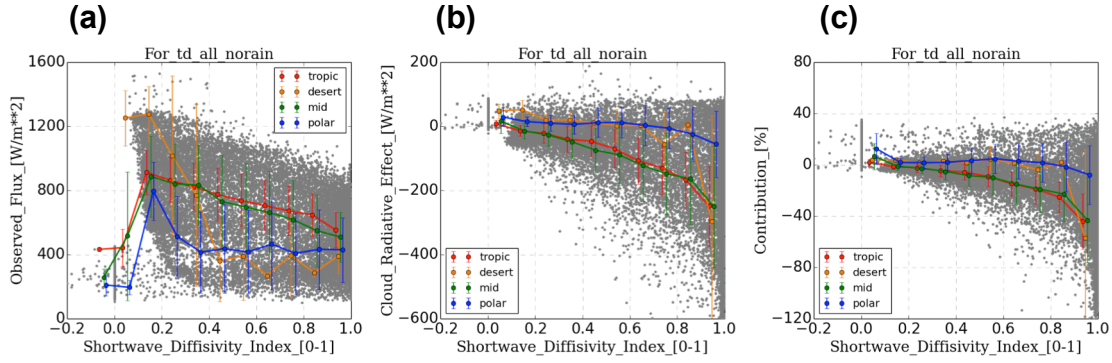 (a)
(b)
(c)
For_td_all_norain
For_td_all_norain
For_td_all_norain
Observed_Flux_[W/m**2]
1600
1200
800
400
0
tropic
desert
mid
polar
−0.2 0.0 0.2 0.4 0.6 0.8 1.0
Shortwave_Diffisivity_Index_[0-1]
Cloud_Radiative_Effect_[W/m**2]
200
0
−200
−400
−600
tropic
desert
mid
polar
−0.2 0.0 0.2 0.4 0.6 0.8 1.0
Shortwave_Diffisivity_Index_[0-1]
Contribution_[%]
80
40
0
−40
−80
−120
tropic
desert
mid
polar
−0.2 0.0 0.2 0.4 0.6 0.8 1.0
Shortwave_Diffisivity_Index_[0-1]